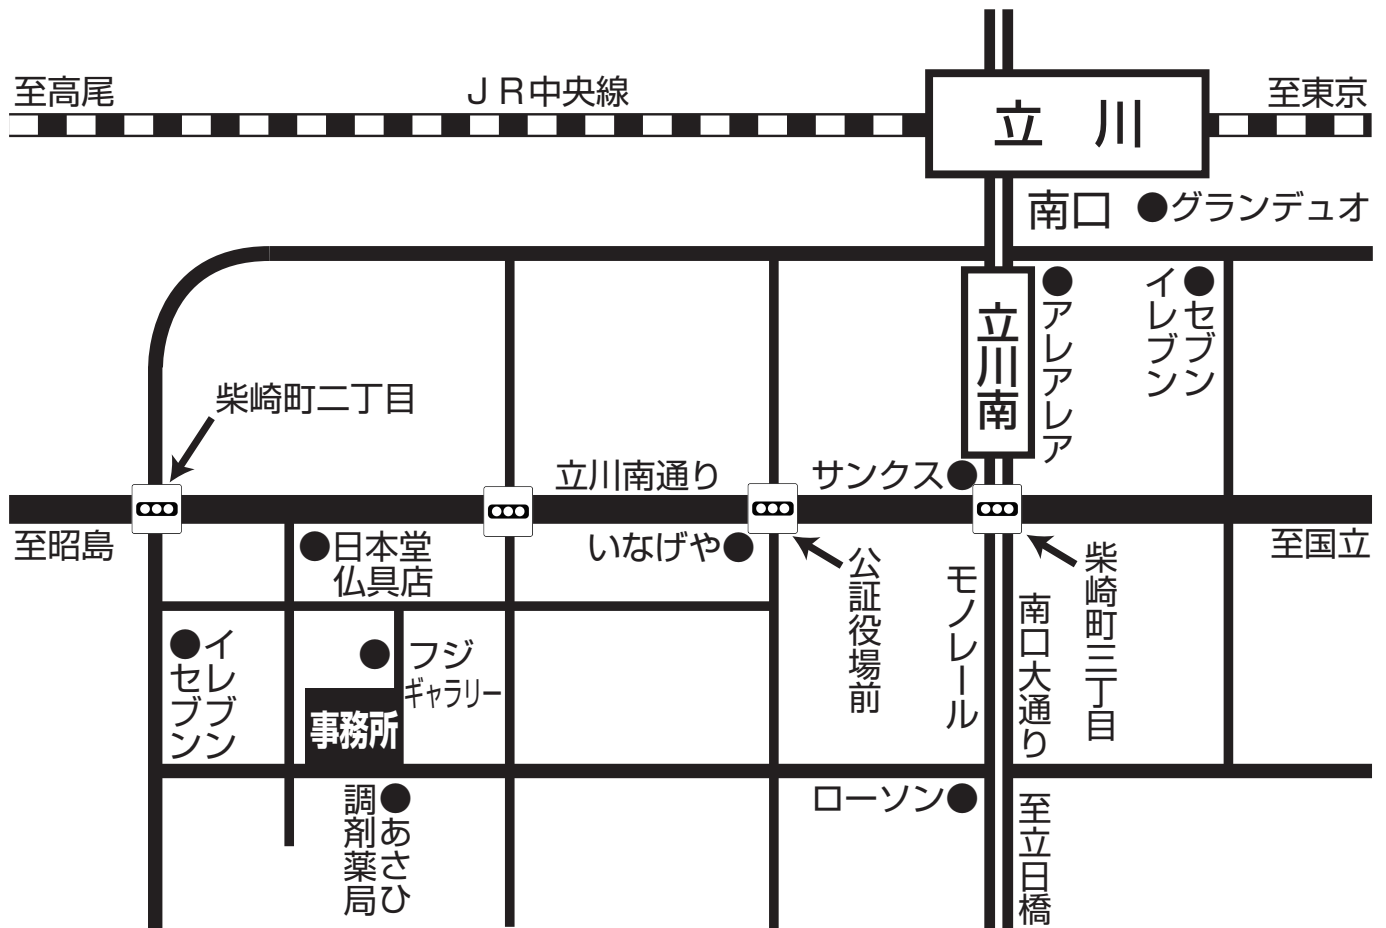 至高尾
ＪＲ中央線
至東京
立　川
南口
●グランデュオ
立川南
●アレアレア
●セブン
イレブン
柴崎町二丁目
立川南通り
サンクス●
至昭島
●日本堂
仏具店
いなげや●
公証役場前
モノレール
南口大通り
柴崎町三丁目
至国立
イレブン
●セブン
●フジ
ギャラリー
事務所
●あさひ
調剤薬局
ローソン●
至立日橋